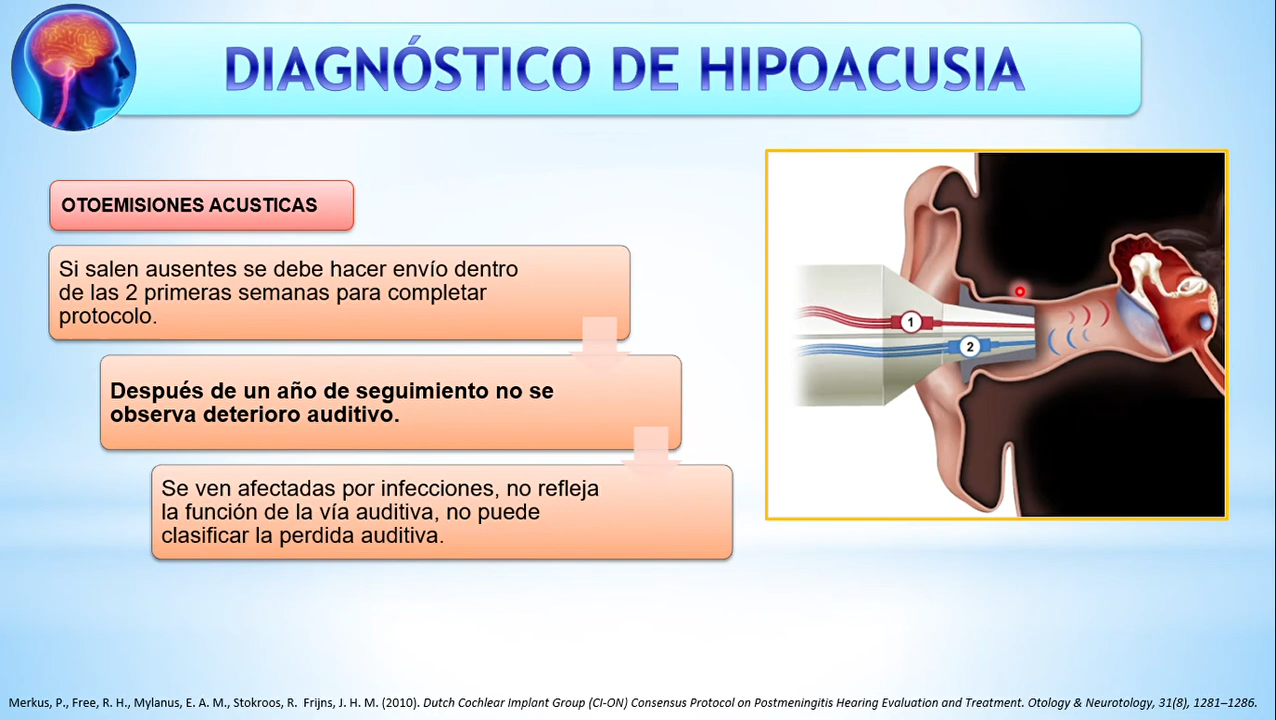 DIAGNÓSTICO DE HIPOACUSIA
OTOEMISIONES ACUSTICAS
Si salen ausentes se debe hacer envío dentro
de las 2 primeras semanas para completar
protocolo.
Después de un año de seguimiento no se
observa deterioro auditivo.
Se ven afectadas por infecciones, no refleja
la función de la vía auditiva, no puede
clasificar la perdida auditiva.
1
2
Merkus, P., Free, R. H., Mylanus, E. A. M., Stokroos, R. Frijns, J. H. M. (2010). Dutch Cochlear Implant Group (CI-ON) Consensus Protocol on Postmeningitis Hearing Evaluation and Treatment. Otology & Neurotology, 31(8), 1281–1286.